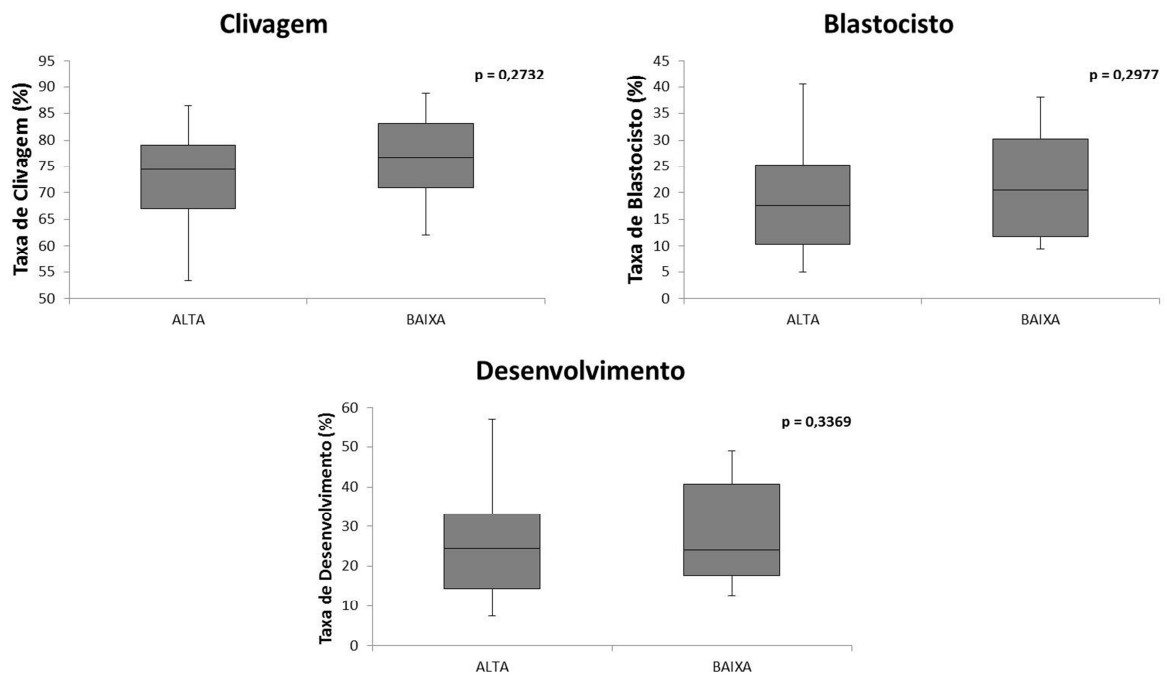 Clivagem
Taxa de Clivagem (%)
95
90
85
80
75
70
65
60
55
50
p = 0,2732
ALTA
BAIXA
Blastocisto
Taxa de Blastocisto (%)
45
40
35
30
25
20
15
10
5
0
p = 0,2977
ALTA
BAIXA
Desenvolvimento
Taxa de Desenvolvimento (%)
60
50
40
30
20
10
0
p = 0,3369
ALTA
BAIXA